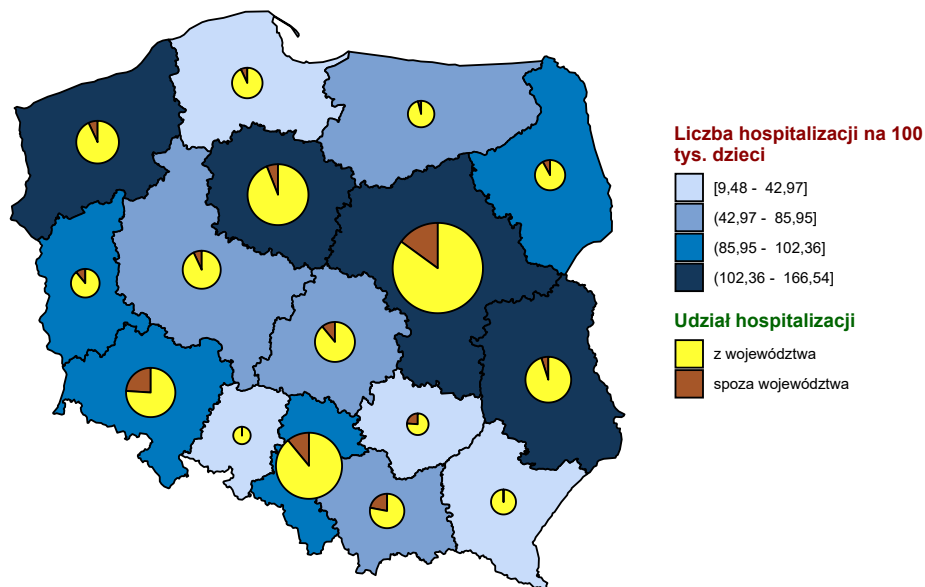 Liczba hospitalizacji na 100
tys. dzieci
[9,48 - 42,97]
(42,97 - 85,95]
(85,95 - 102,36]
(102,36 - 166,54]
Udział hospitalizacji
z województwa
spoza województwa